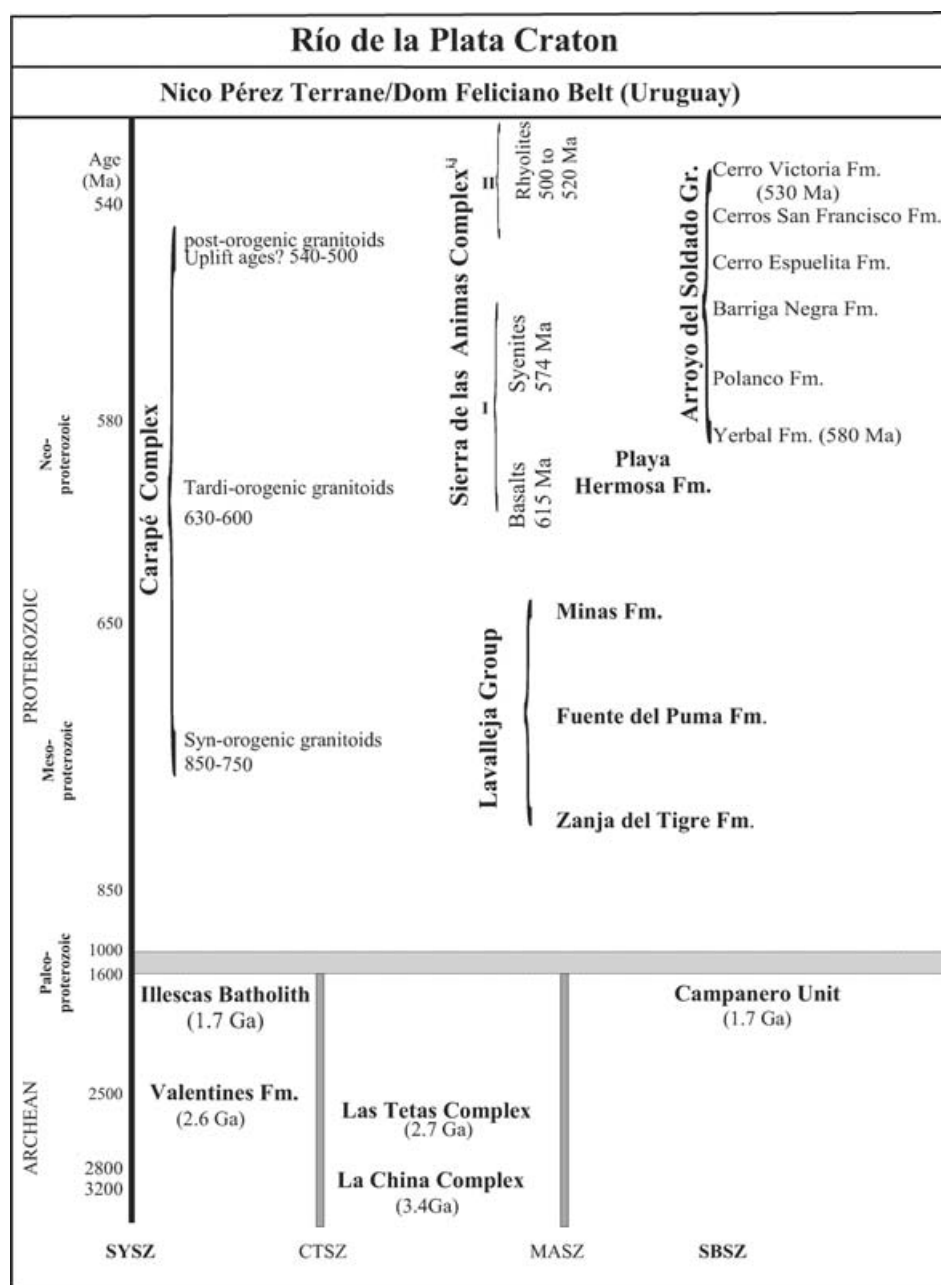 Río de la Plata Craton
Nico Pérez Terrane/Dom Feliciano Belt (Uruguay)
Age
(Ma)
540
580
650
850
1000
1600
2500
2800
3200
Neo-
proterozoic
Meso-
proterozoic
Paleo-
proterozoic
PROTEROZOIC
ARCHEAN
Carapé Complex
post-orogenic granitoids
Uplift ages? 540-500
Tardi-orogenic granitoids
630-600
Syn-orogenic granitoids
850-750
Sierra de las Animas Complex i,j
II
Rhyolites
500 to
520 Ma
I
Syenites
574 Ma
Basalts
615 Ma
Arroyo del Soldado Gr.
Cerro Victoria Fm.
(530 Ma)
Cerros San Francisco Fm.
Cerro Espuelita Fm.
Barriga Negra Fm.
Polanco Fm.
Yerbal Fm. (580 Ma)
Playa
Hermosa Fm.
Lavalleja Group
Minas Fm.
Fuente del Puma Fm.
Zanja del Tigre Fm.
Illescas Batholith
(1.7 Ga)
Campanero Unit
(1.7 Ga)
Valentines Fm.
(2.6 Ga)
Las Tetas Complex
(2.7 Ga)
La China Complex
(3.4Ga)
SYSZ
CTSZ
MASZ
SBSZ